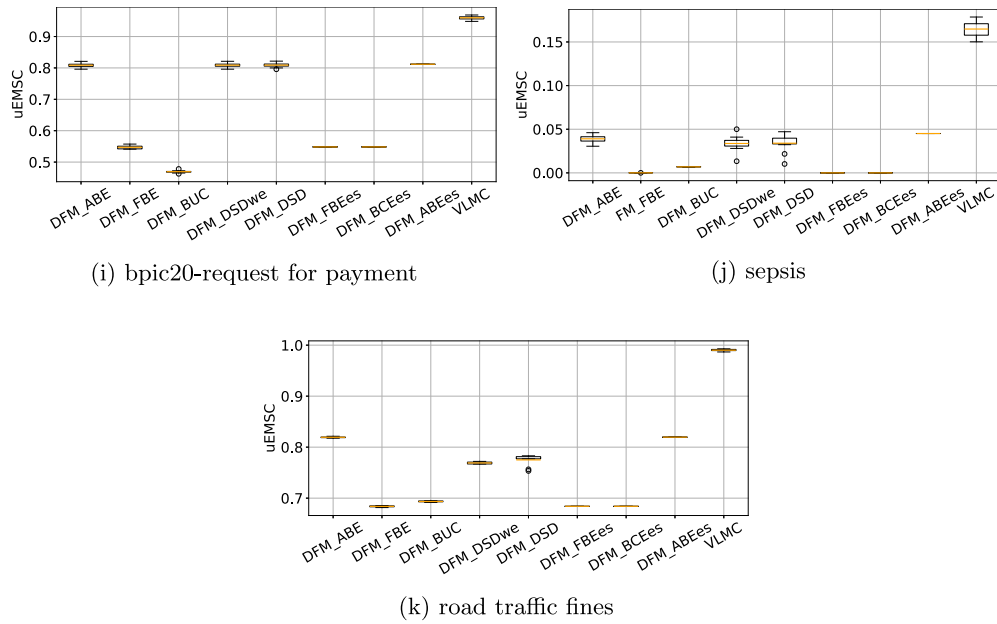 0.9
0.8
0.7
0.6
0.5
uEMSC
DFM_ABE
DFM_FBE
DFM_BUC
DFM_DSDwe
DFM_DSD
DFM_FBEes
DFM_BCEes
DFM_ABEes
VLMC
(i) bpic20-request for payment
0.15
0.10
0.05
0.00
uEMSC
DFM_ABE
FM_FBE
DFM_BUC
DFM_DSDwe
DFM_DSD
DFM_FBEes
DFM_BCEes
DFM_ABEes
VLMC
(j) sepsis
1.0
0.9
0.8
0.7
uEMSC
DFM_ABE
DFM_FBE
DFM_BUC
DFM_DSDwe
DFM_DSD
DFM_FBEes
DFM_BCEes
DFM_ABEes
VLMC
(k) road traffic fines